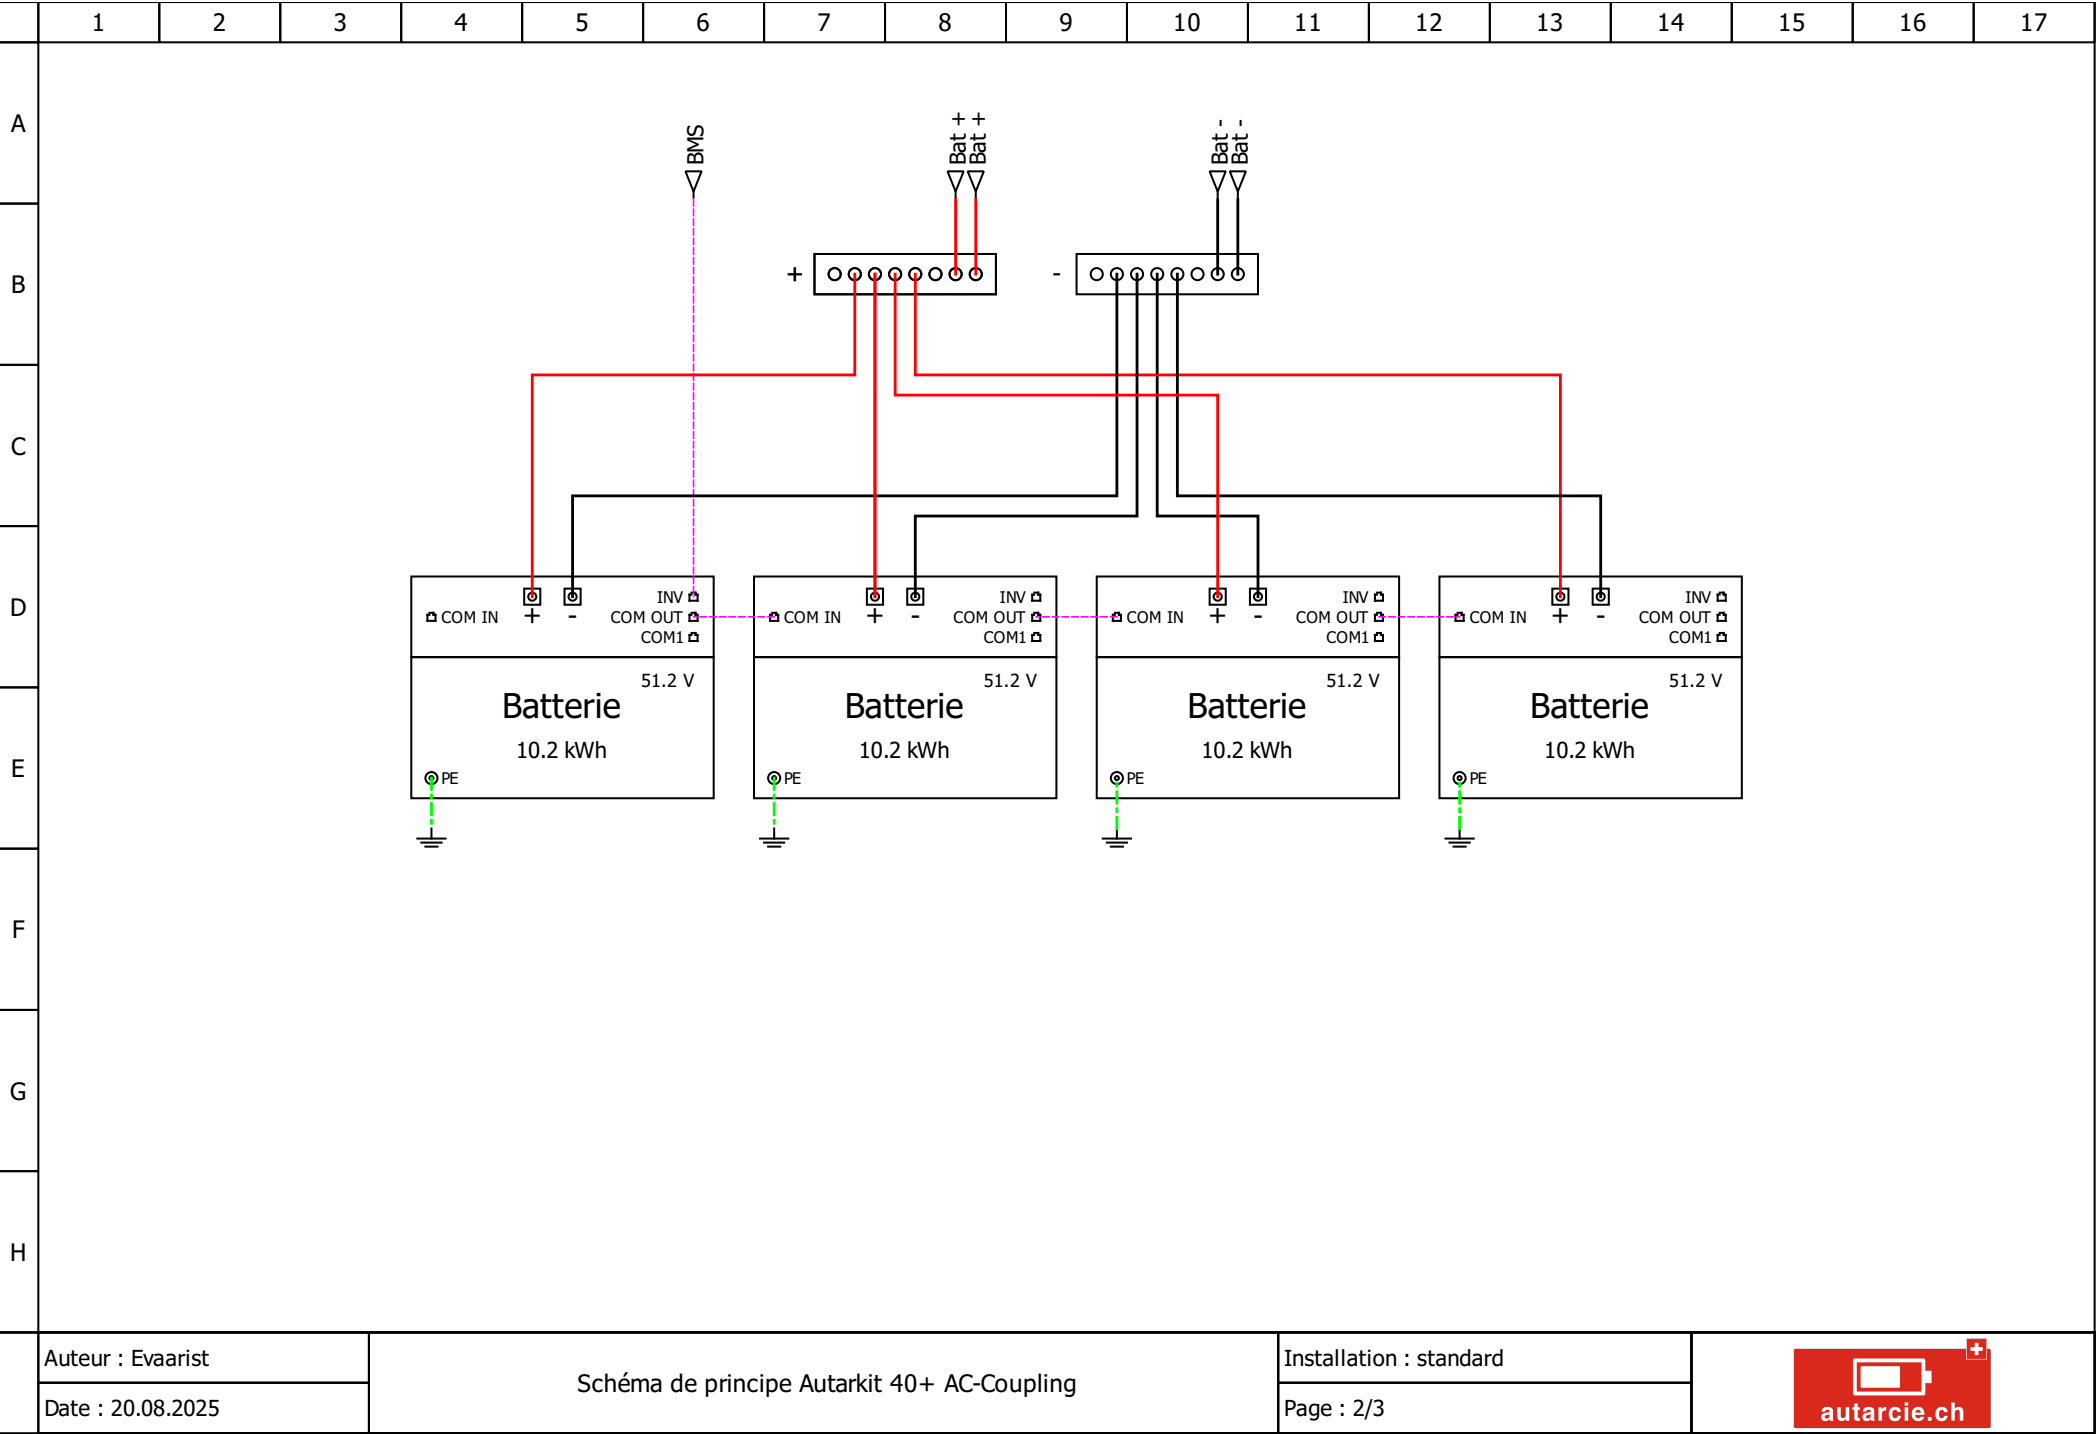 1 2 3 4 5 6 7 8 9 10 11 12 13 14 15 16 17
A
BMS
Bat +
Bat +
Bat -
Bat -
B
+
-
C
D
COM IN + - INV
COM OUT
COM1
COM IN + - INV
COM OUT
COM1
COM IN + - INV
COM OUT
COM1
COM IN + - INV
COM OUT
COM1
51.2 V
Batterie
10.2 kWh
PE
51.2 V
Batterie
10.2 kWh
PE
51.2 V
Batterie
10.2 kWh
PE
51.2 V
Batterie
10.2 kWh
PE
E
F
G
H
Auteur : Evaarist
Date : 20.08.2025
Schéma de principe Autarkit 40+ AC-Coupling
Installation : standard
Page : 2/3
autarcie.ch